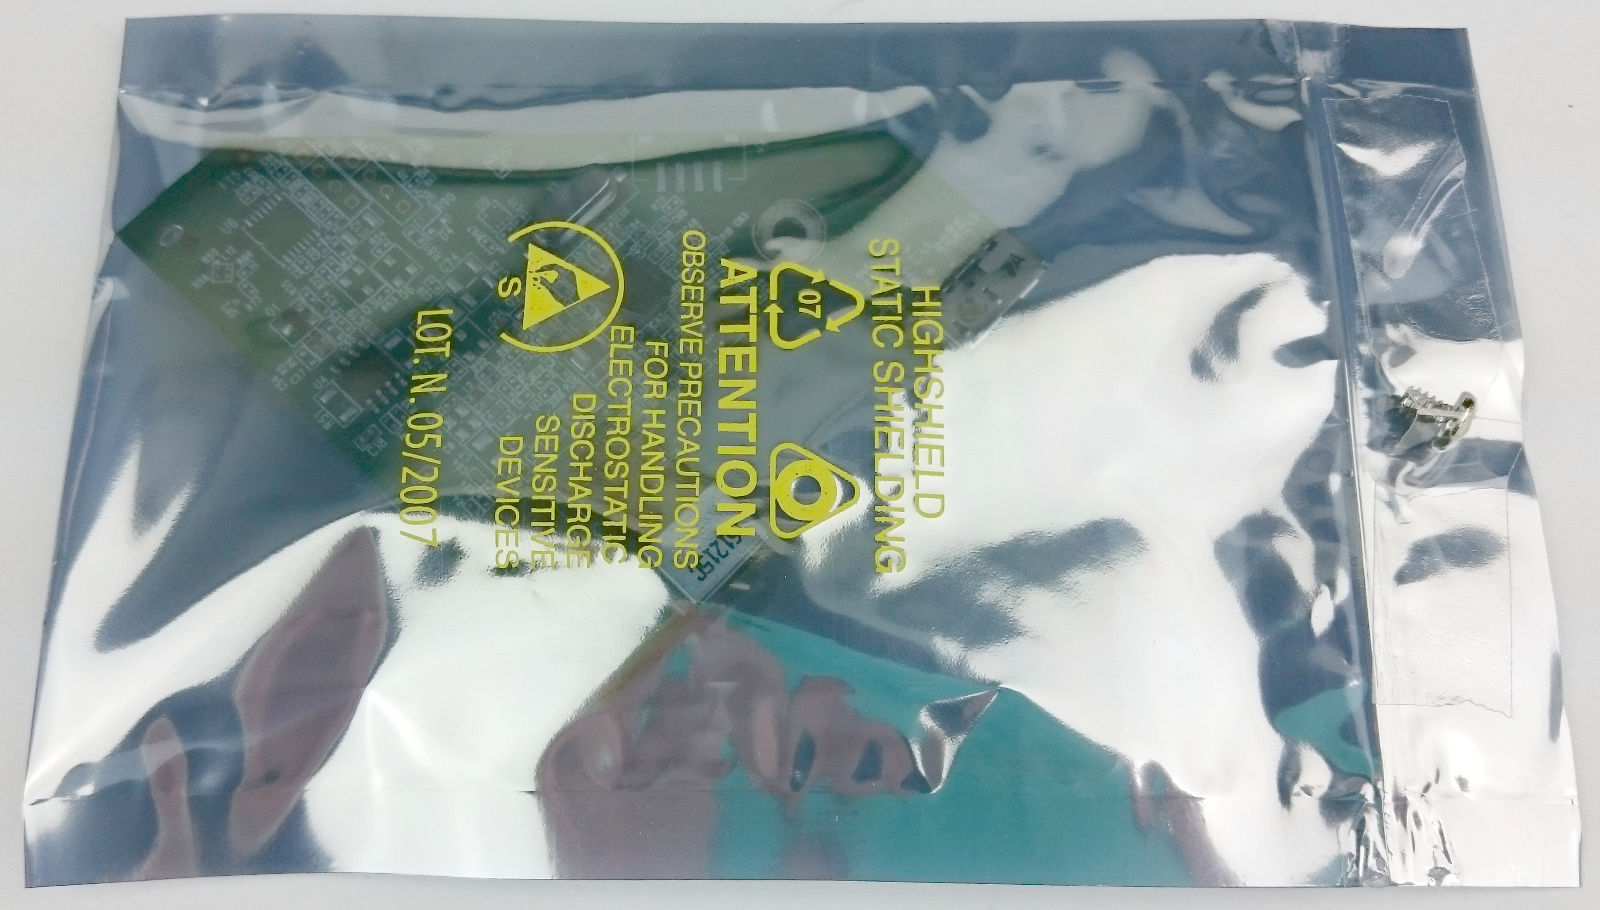 HIGHSHIELD
STATIC SHIELDING
07
ATTENTION
OBSERVE PRECAUTIONS
FOR HANDLING
ELECTROSTATIC
DISCHARGE
SENSITIVE
DEVICES
S
LOT. N. 05/2007